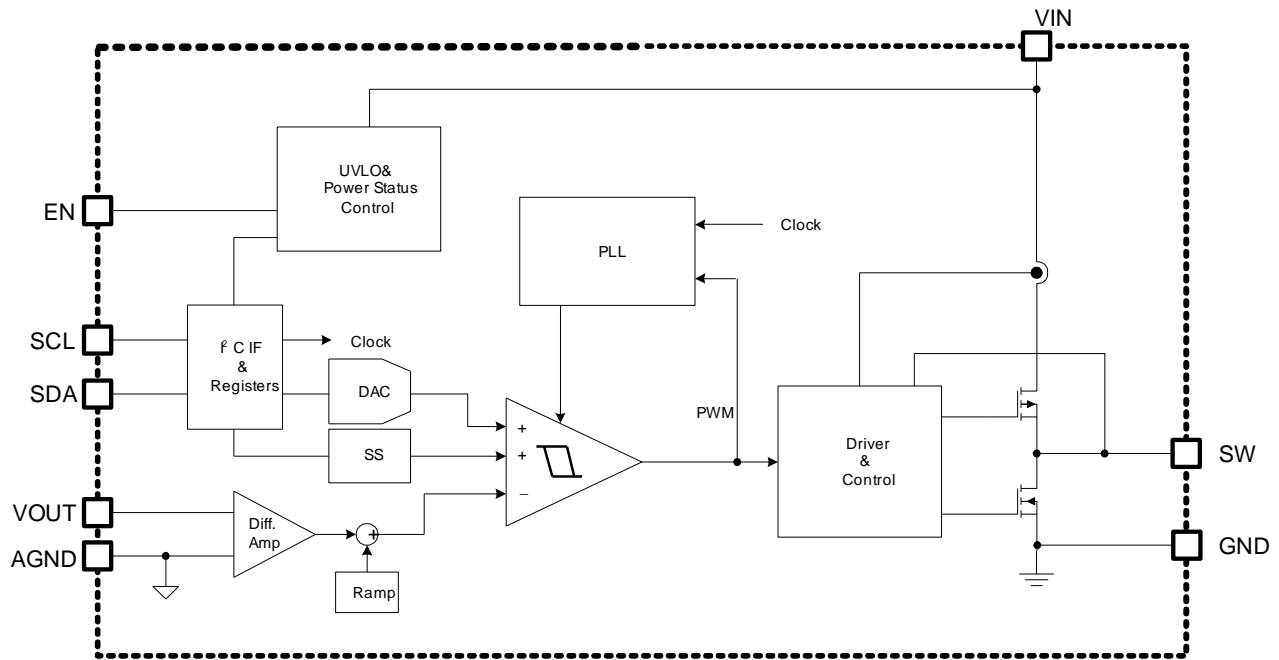 VIN
UVLO&
Power Status
Control
EN
PLL
Clock
SCL
I² C IF
&
Registers
Clock
SDA
DAC
PWM
+
+
−
SS
Driver
&
Control
SW
VOUT
Diff.
Amp
+
AGND
Ramp
GND